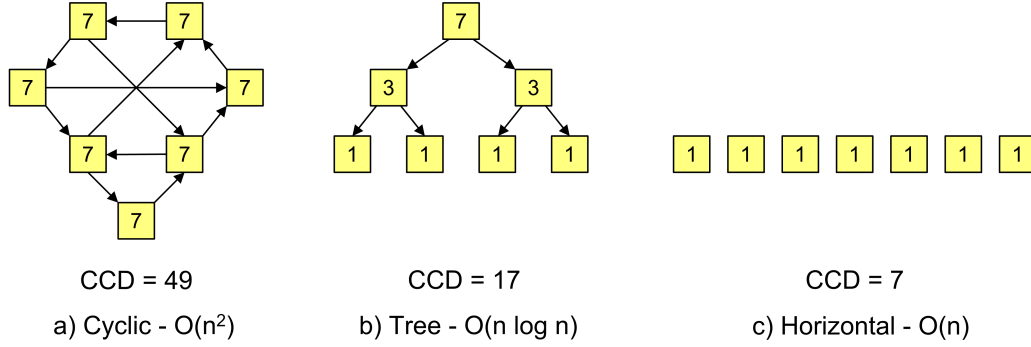 7 7 7
7 7 3 3
7 7 1 1 1 1 1 1 1 1 1 1 1
7
CCD = 49 CCD = 17 CCD = 7
a) Cyclic - O(n²) b) Tree - O(n log n) c) Horizontal - O(n)